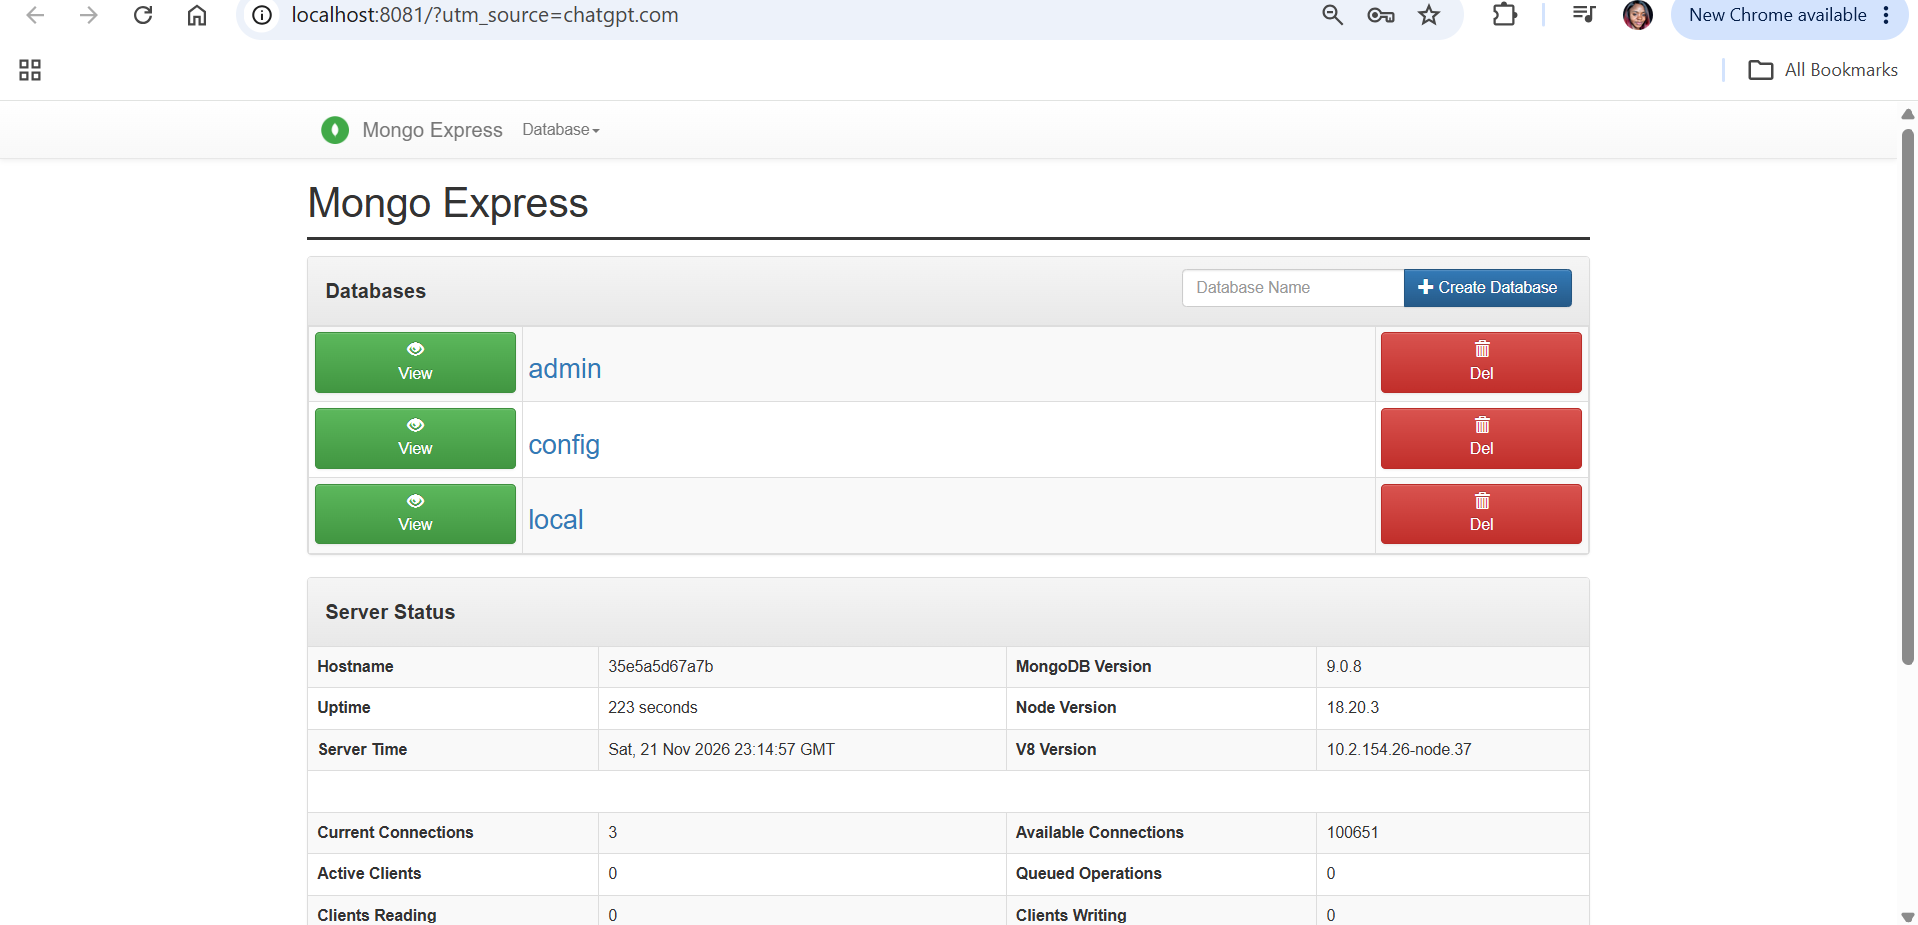 localhost:8081/?utm_source=chatgpt.com
New Chrome available
All Bookmarks
Mongo Express Database
Mongo Express
Databases
Database Name Create Database
View admin Del
View config Del
View local Del
Server Status
Hostname 35e5a5d67a7b MongoDB Version 9.0.8
Uptime 223 seconds Node Version 18.20.3
Server Time Sat, 21 Nov 2026 23:14:57 GMT V8 Version 10.2.154.26-node.37
Current Connections 3 Available Connections 100651
Active Clients 0 Queued Operations 0
Clients Reading 0 Clients Writing 0